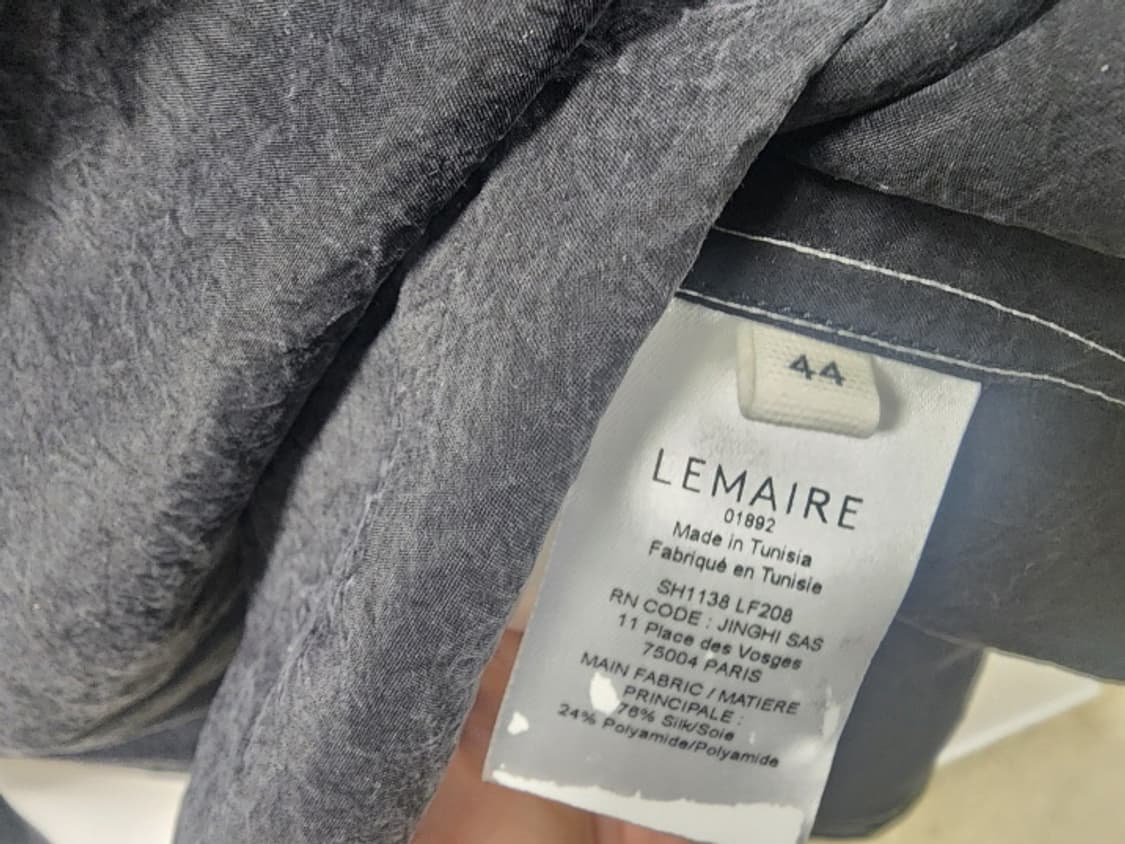 44
LEMAIRE
01892
Made in Tunisia
Fabriqué en Tunisie
SH1138 LF208
RN CODE : JINGHI SAS
11 Place des Vosges
75004 PARIS
MAIN FABRIC / MATIERE
PRINCIPALE :
76% Silk/Soie
24% Polyamide/Polyamide